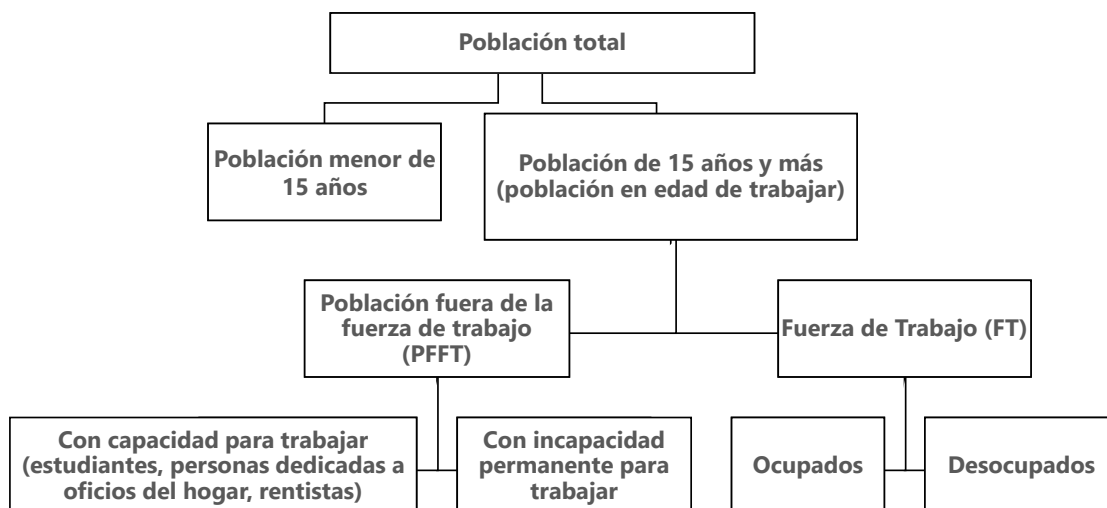 Población total
Población menor de
15 años
Población de 15 años y más
(población en edad de trabajar)
Población fuera de la
fuerza de trabajo
(PFFT)
Fuerza de Trabajo (FT)
Con capacidad para trabajar
(estudiantes, personas dedicadas a
oficios del hogar, rentistas)
Con incapacidad
permanente para
trabajar
Ocupados
Desocupados